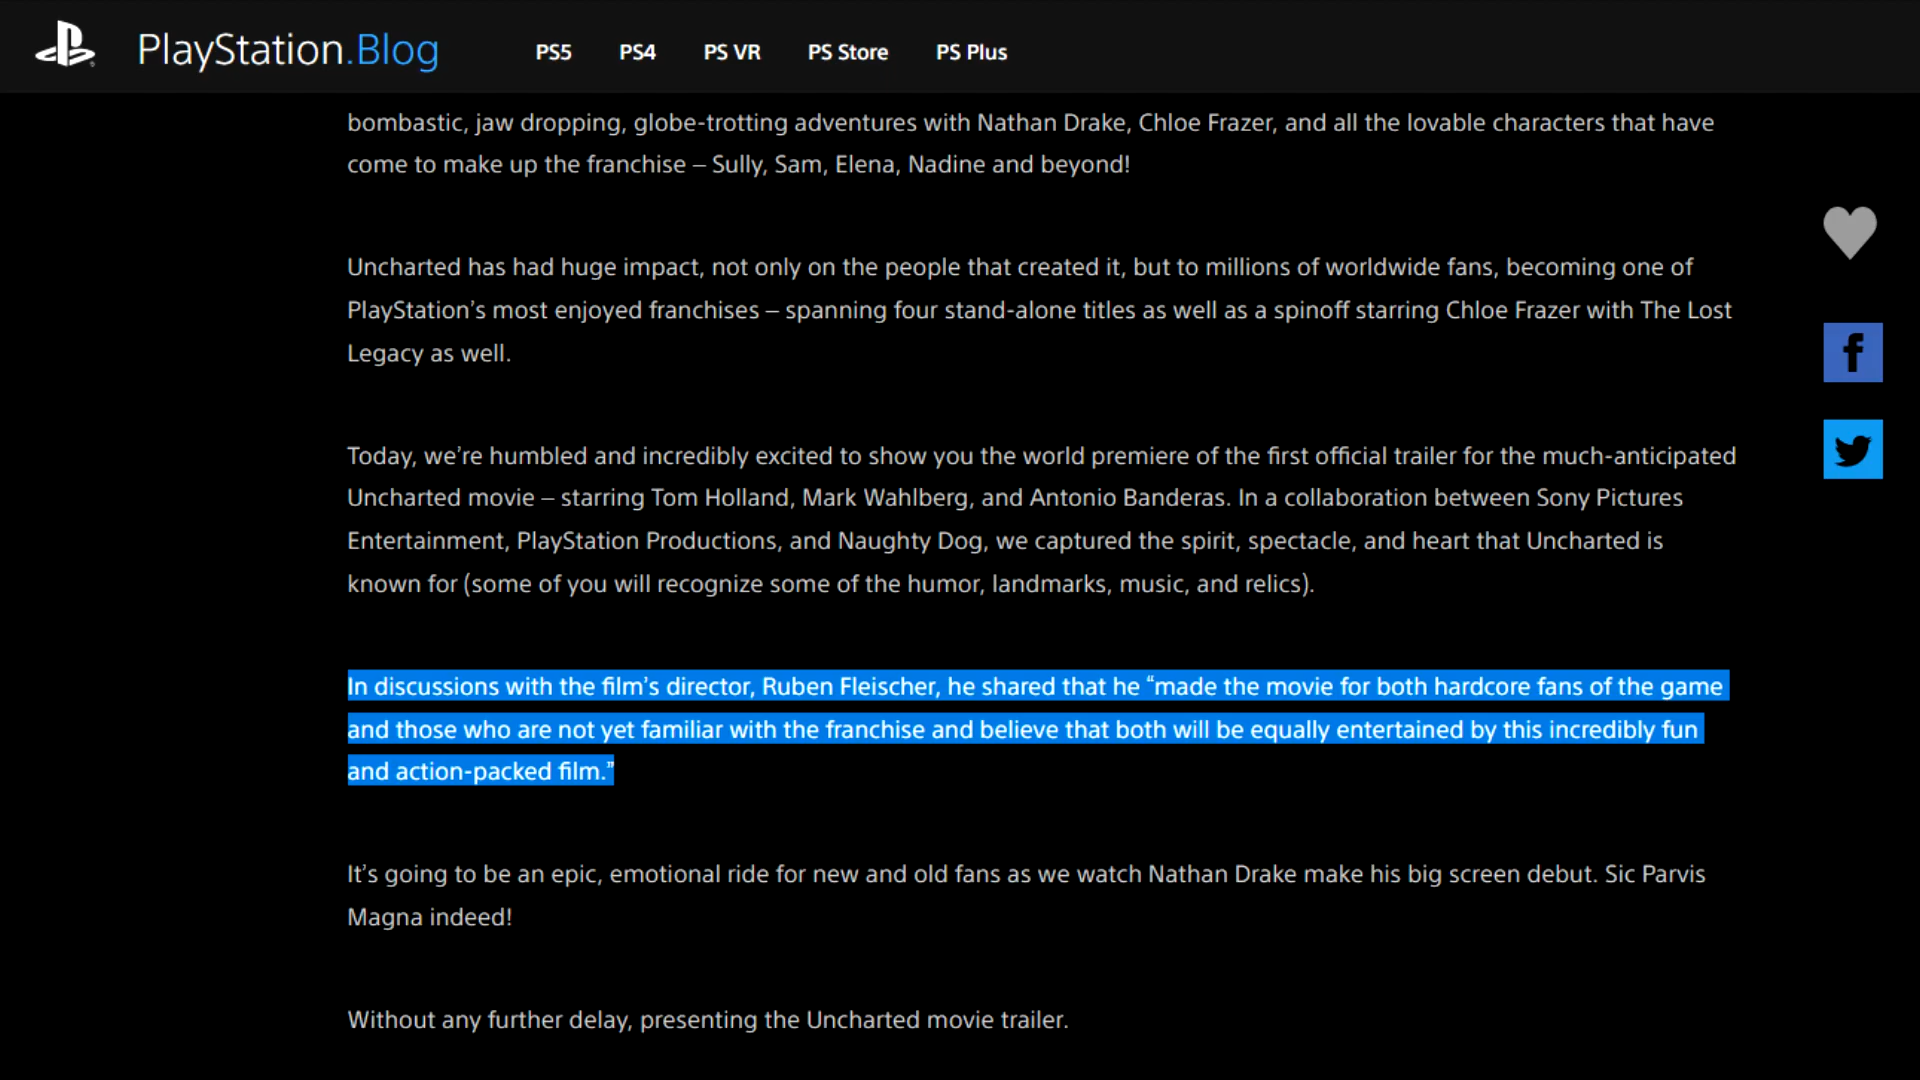 PlayStation.Blog PS5 PS4 PS VR PS Store PS Plus
bombastic, jaw dropping, globe-trotting adventures with Nathan Drake, Chloe Frazer, and all the lovable characters that have
come to make up the franchise – Sully, Sam, Elena, Nadine and beyond!
Uncharted has had huge impact, not only on the people that created it, but to millions of worldwide fans, becoming one of
PlayStation’s most enjoyed franchises – spanning four stand-alone titles as well as a spinoff starring Chloe Frazer with The Lost
Legacy as well.
Today, we’re humbled and incredibly excited to show you the world premiere of the first official trailer for the much-anticipated
Uncharted movie – starring Tom Holland, Mark Wahlberg, and Antonio Banderas. In a collaboration between Sony Pictures
Entertainment, PlayStation Productions, and Naughty Dog, we captured the spirit, spectacle, and heart that Uncharted is
known for (some of you will recognize some of the humor, landmarks, music, and relics).
In discussions with the film’s director, Ruben Fleischer, he shared that he “made the movie for both hardcore fans of the game
and those who are not yet familiar with the franchise and believe that both will be equally entertained by this incredibly fun
and action-packed film.”
It’s going to be an epic, emotional ride for new and old fans as we watch Nathan Drake make his big screen debut. Sic Parvis
Magna indeed!
Without any further delay, presenting the Uncharted movie trailer.